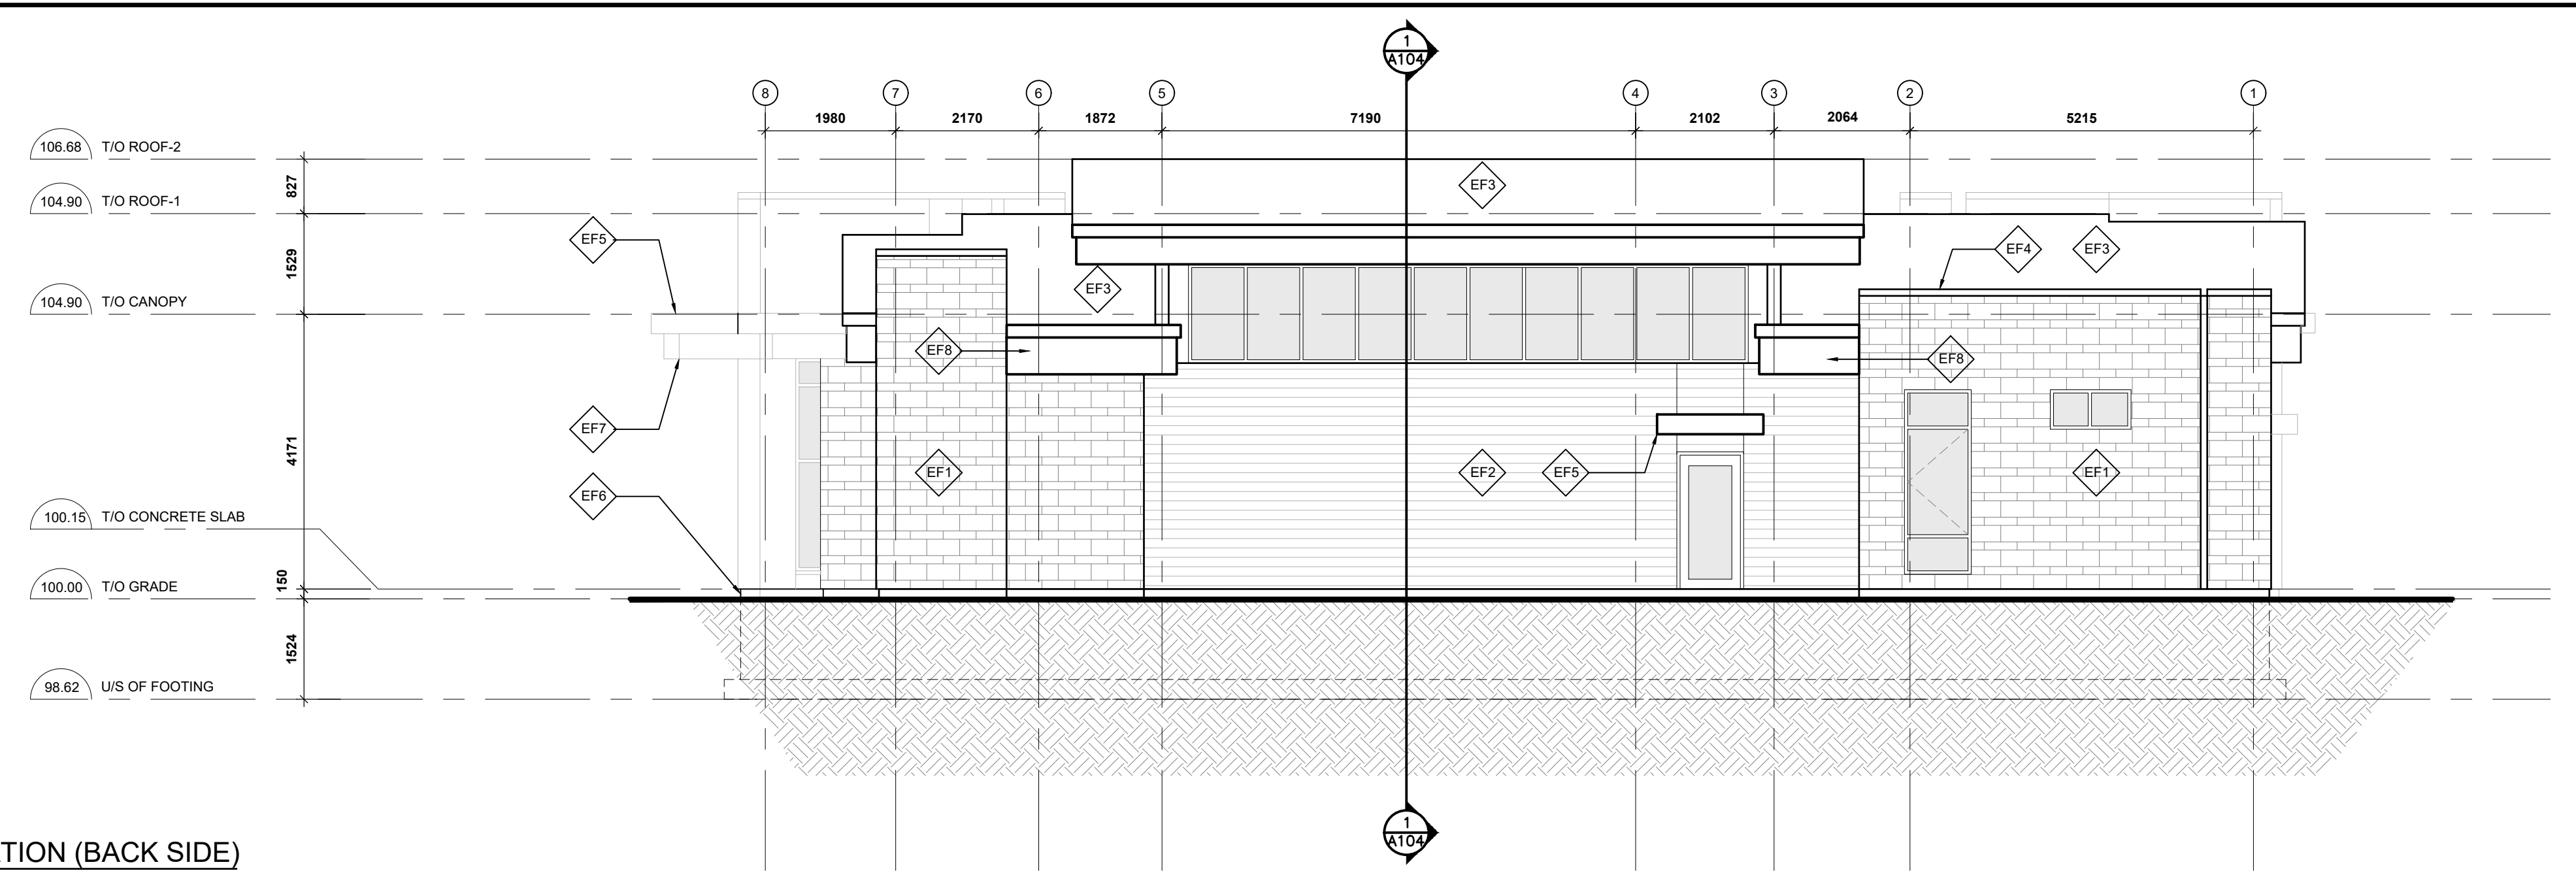 1
A104
8
7
6
5
4
3
2
1
1980
2170
1872
7190
2102
2064
5215
106.68 T/O ROOF-2
827
EF3
104.90 T/O ROOF-1
EF5
EF4
EF3
1529
EF3
104.90 T/O CANOPY
EF8
EF8
EF7
4171
EF1
EF2
EF5
EF1
EF6
100.15 T/O CONCRETE SLAB
150
100.00 T/O GRADE
1524
98.62 U/S OF FOOTING
1
A104
TION (BACK SIDE)